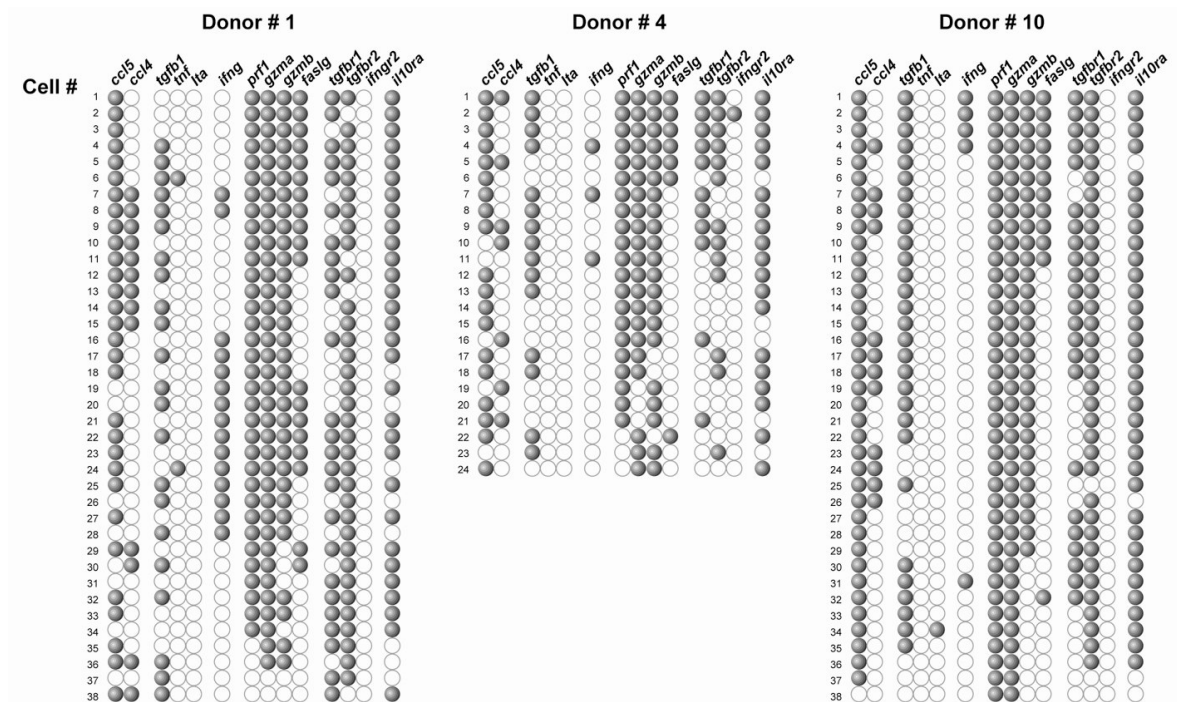 Donor # 1 Donor # 4 Donor # 10
Cell #
ccl5 ccl4 tgfb1 tnf lta ifng prf1 gzma gzmb faslg tgfbr1 tgfbr2 ifngr2 il10ra ccl5 ccl4 tgfb1 tnf lta ifng prf1 gzma gzmb faslg tgfbr1 tgfbr2 ifngr2 il10ra ccl5 ccl4 tgfb1 tnf lta ifng prf1 gzma gzmb faslg tgfbr1 tgfbr2 ifngr2 il10ra
1 1 1
2 2 2
3 3 3
4 4 4
5 5 5
6 6 6
7 7 7
8 8 8
9 9 9
10 10 10
11 11 11
12 12 12
13 13 13
14 14 14
15 15 15
16 16 16
17 17 17
18 18 18
19 19 19
20 20 20
21 21 21
22 22 22
23 23 23
24 24 24
25 25
26 26
27 27
28 28
29 29
30 30
31 31
32 32
33 33
34 34
35 35
36 36
37 37
38 38